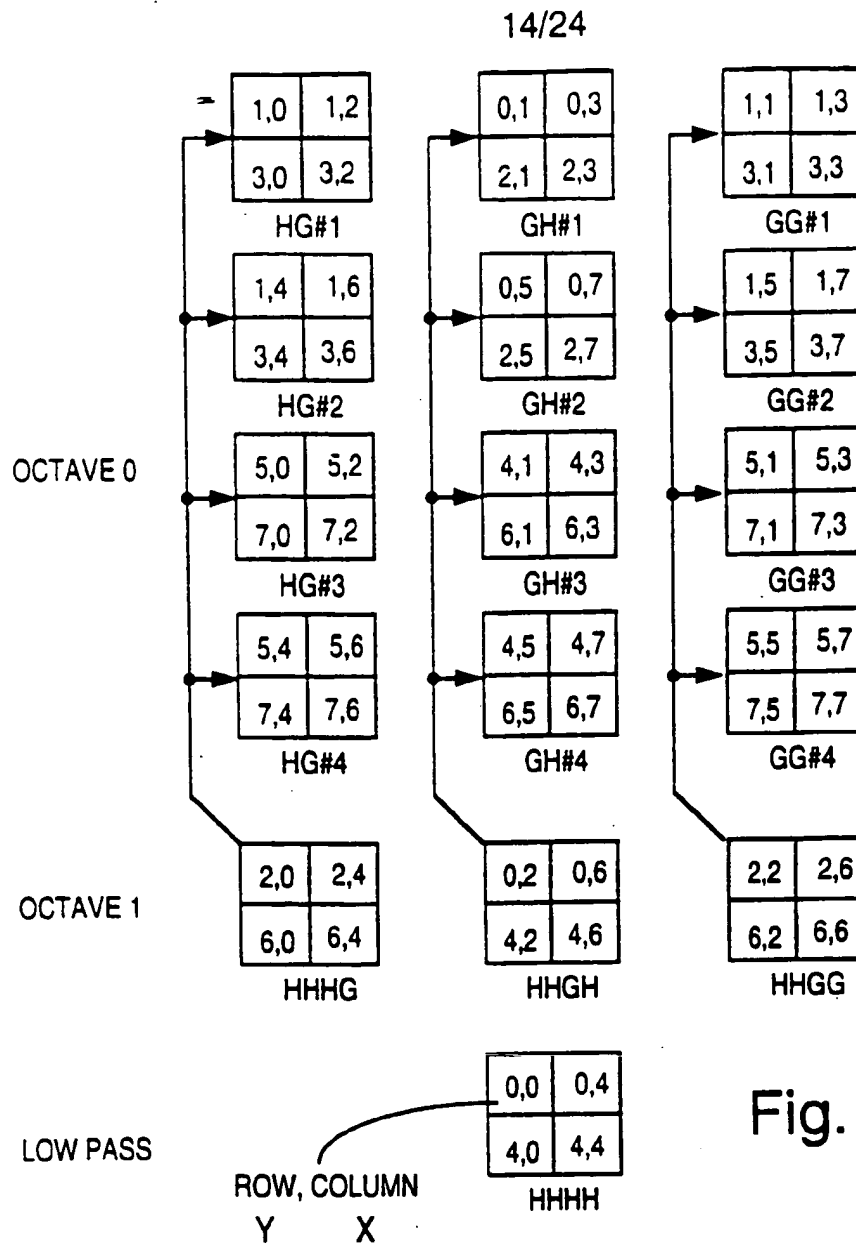 14/24
1,0 1,2 0,1 0,3 1,1 1,3
3,0 3,2 2,1 2,3 3,1 3,3
HG#1 GH#1 GG#1
1,4 1,6 0,5 0,7 1,5 1,7
3,4 3,6 2,5 2,7 3,5 3,7
HG#2 GH#2 GG#2
OCTAVE 0
5,0 5,2 4,1 4,3 5,1 5,3
7,0 7,2 6,1 6,3 7,1 7,3
HG#3 GH#3 GG#3
5,4 5,6 4,5 4,7 5,5 5,7
7,4 7,6 6,5 6,7 7,5 7,7
HG#4 GH#4 GG#4
OCTAVE 1
2,0 2,4 0,2 0,6 2,2 2,6
6,0 6,4 4,2 4,6 6,2 6,6
HHHG HHGH HHGG
0,0 0,4
4,0 4,4
HHHH
LOW PASS
ROW, COLUMN
Y X
Fig.